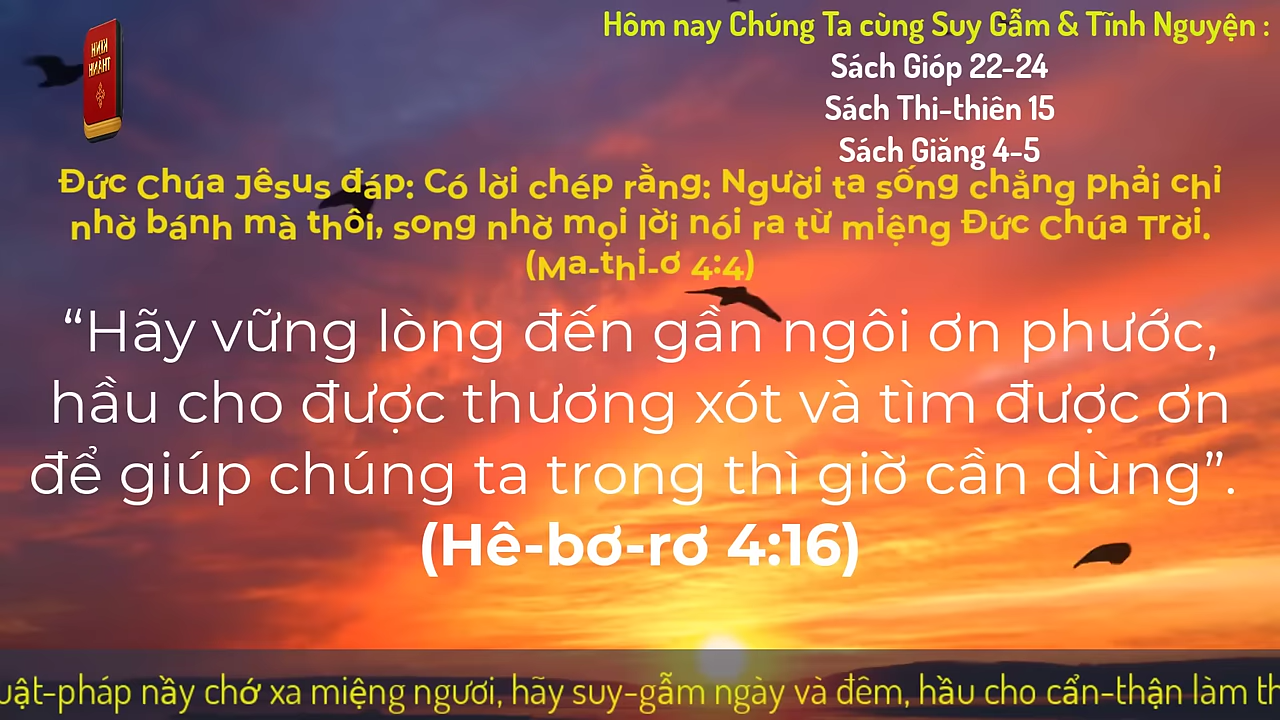 KINH
THÁNH
Hôm nay Chúng Ta cùng Suy Gẫm & Tĩnh Nguyện :
Sách Gióp 22-24
Sách Thi-thiên 15
Sách Giăng 4-5
Đức Chúa Jêsus đáp: Có lời chép rằng: Người ta sống chẳng phải chỉ
nhờ bánh mà thôi, song nhờ mọi lời nói ra từ miệng Đức Chúa Trời.
(Ma-thi-ơ 4:4)
“Hãy vững lòng đến gần ngôi ơn phước,
hầu cho được thương xót và tìm được ơn
để giúp chúng ta trong thì giờ cần dùng”.
(Hê-bơ-rơ 4:16)
uật-pháp nầy chớ xa miệng ngươi, hãy suy-gẫm ngày và đêm, hầu cho cẩn-thận làm th